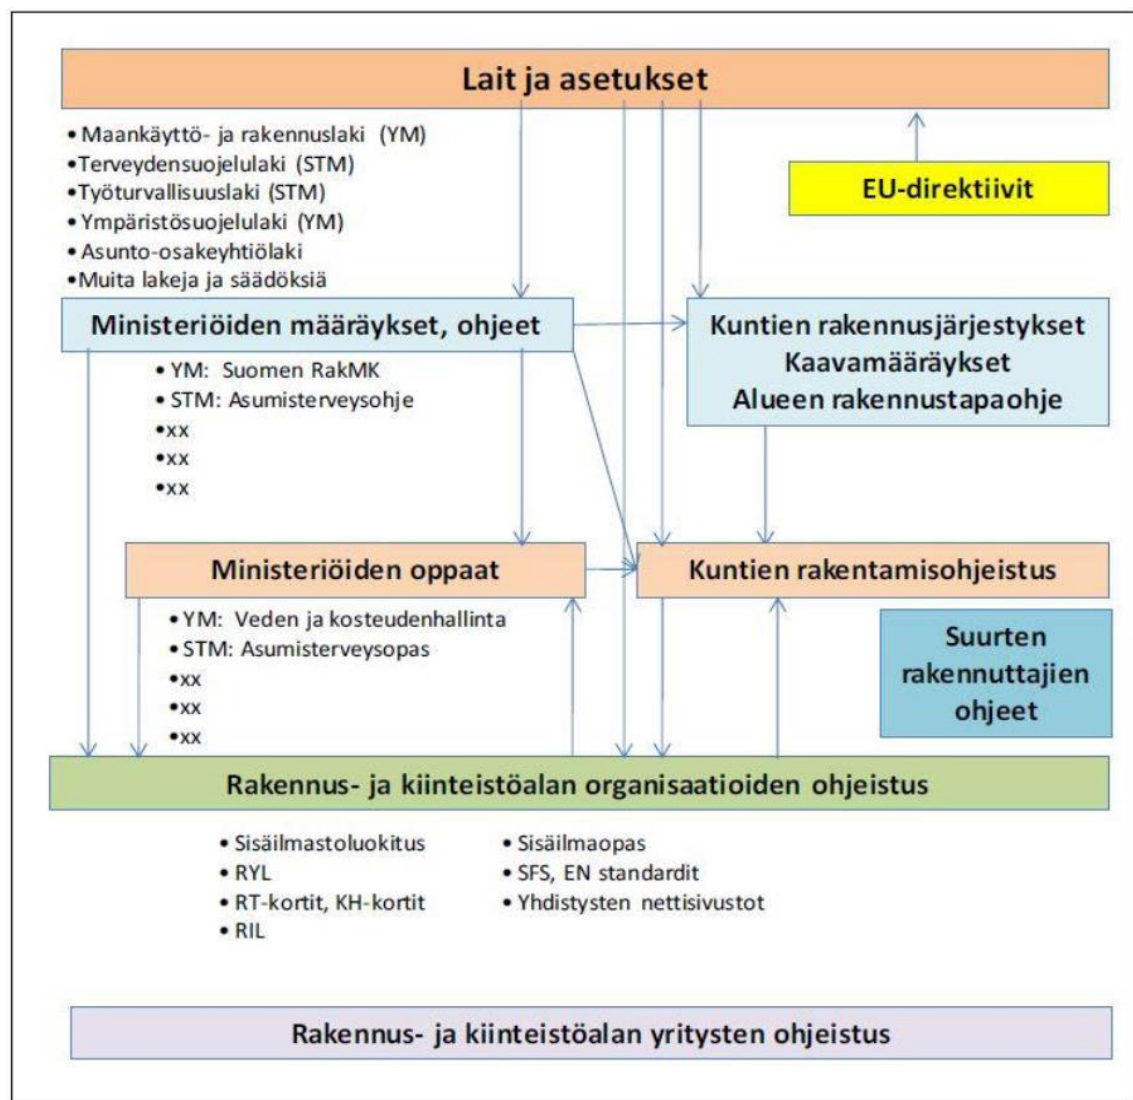 Lait ja asetukset
• Maankäyttö- ja rakennuslaki (YM)
•Terveydensuojelulaki (STM)
•Työturvallisuuslaki (STM)
• Ympäristösuojelulaki (YM)
•Asunto-osakeyhtiölaki
•Muita lakeja ja säädöksiä
EU-direktiivit
Ministeriöiden määräykset, ohjeet
• YM: Suomen RakMK
• STM: Asumisterveysohje
•xx
•xx
•xx
Kuntien rakennusjärjestykset
Kaavamääräykset
Alueen rakennustapaohje
Ministeriöiden oppaat
• YM: Veden ja kosteudenhallinta
•STM: Asumisterveysopas
•xx
•xx
•xx
Kuntien rakentamisohjeistus
Suurten
rakennuttajien
ohjeet
Rakennus- ja kiinteistöalan organisaatioiden ohjeistus
• Sisäilmastoluokitus
• RYL
• RT-kortit, KH-kortit
• RIL
• Sisäilmaopas
• SFS, EN standardit
• Yhdistysten nettisivustot
Rakennus- ja kiinteistöalan yritysten ohjeistus